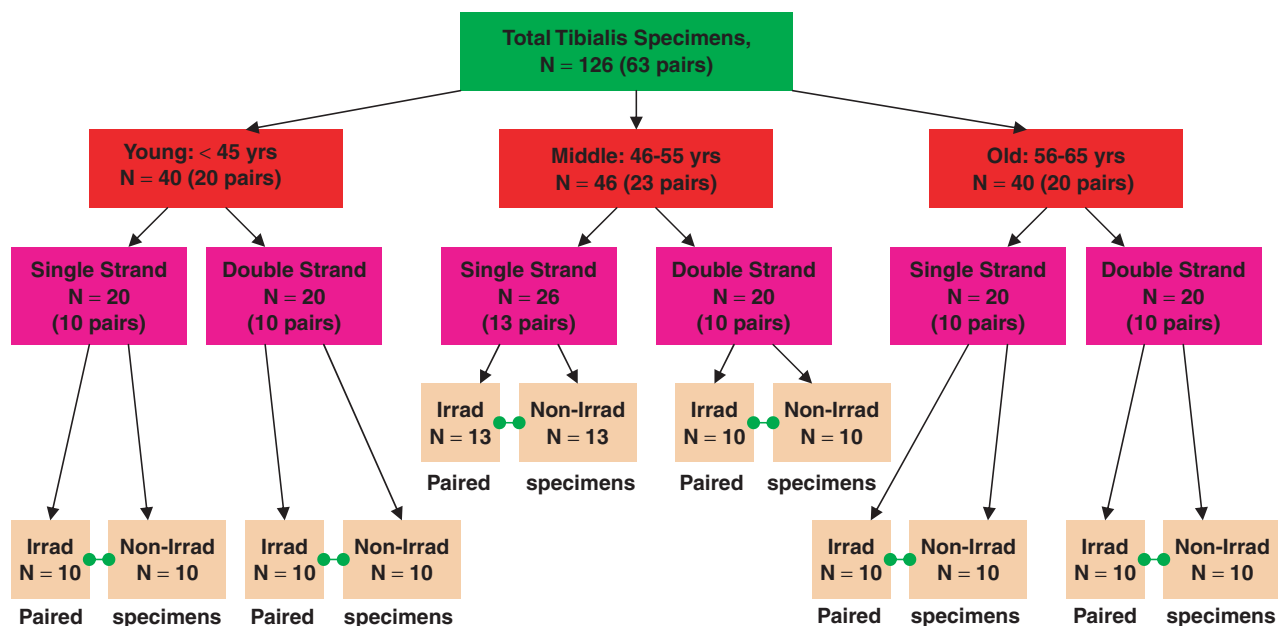 Total Tibialis Specimens,
N = 126 (63 pairs)
Young: < 45 yrs
N = 40 (20 pairs)
Middle: 46-55 yrs
N = 46 (23 pairs)
Old: 56-65 yrs
N = 40 (20 pairs)
Single Strand
N = 20
(10 pairs)
Double Strand
N = 20
(10 pairs)
Single Strand
N = 26
(13 pairs)
Double Strand
N = 20
(10 pairs)
Single Strand
N = 20
(10 pairs)
Double Strand
N = 20
(10 pairs)
Irrad
N = 13
Non-Irrad
N = 13
Paired specimens
Irrad
N = 10
Non-Irrad
N = 10
Paired specimens
Irrad
N = 10
Non-Irrad
N = 10
Paired specimens
Irrad
N = 10
Non-Irrad
N = 10
Paired specimens
Irrad
N = 10
Non-Irrad
N = 10
Paired specimens
Irrad
N = 10
Non-Irrad
N = 10
Paired specimens